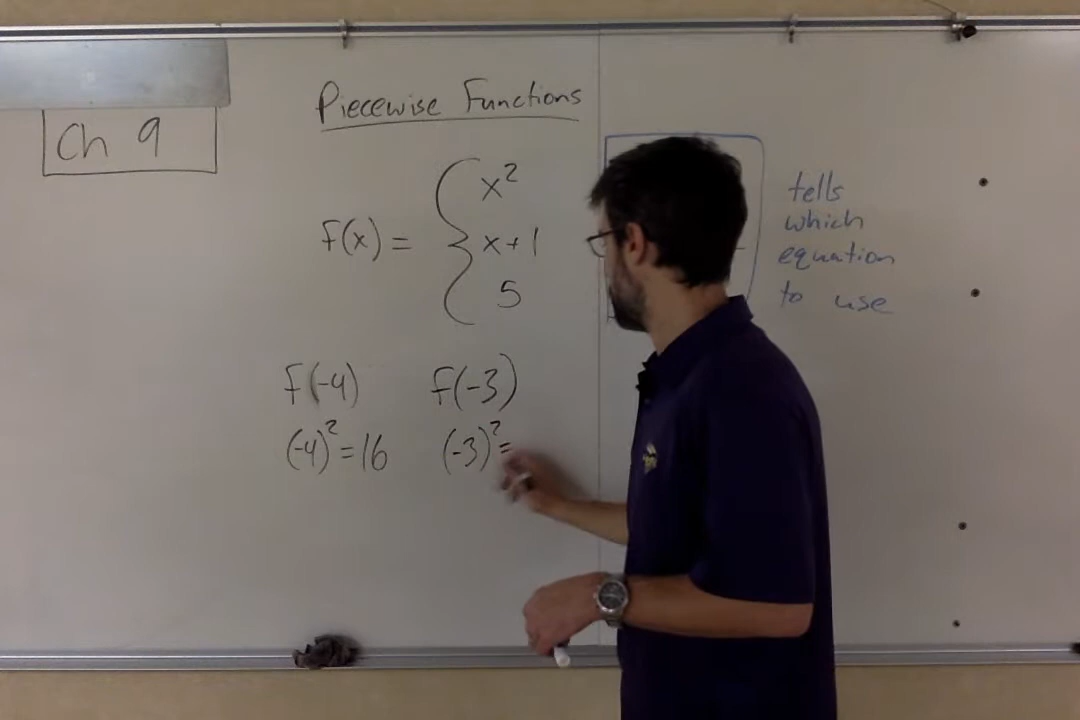 Ch 9
Piecewise Functions
f(x) = { x²
x+1
5
tells
which
equation
to use
f(-4) f(-3)
(-4)² = 16 (-3)² =